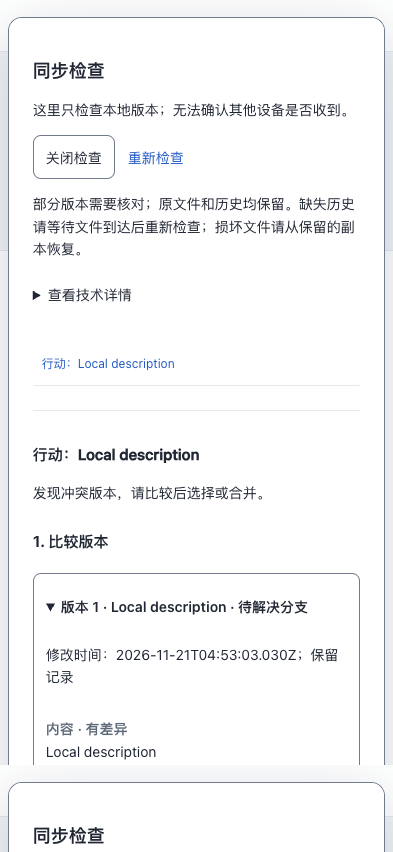 同步检查
这里只检查本地版本；无法确认其他设备是否收到。
关闭检查 重新检查
部分版本需要核对；原文件和历史均保留。缺失历史
请等待文件到达后重新检查；损坏文件请从保留的副
本恢复。
▶ 查看技术详情
行动：Local description
行动：Local description
发现冲突版本，请比较后选择或合并。
1. 比较版本
▼ 版本 1 · Local description · 待解决分支
修改时间：2026-11-21T04:53:03.030Z；保留
记录
内容 · 有差异
Local description
同步检查